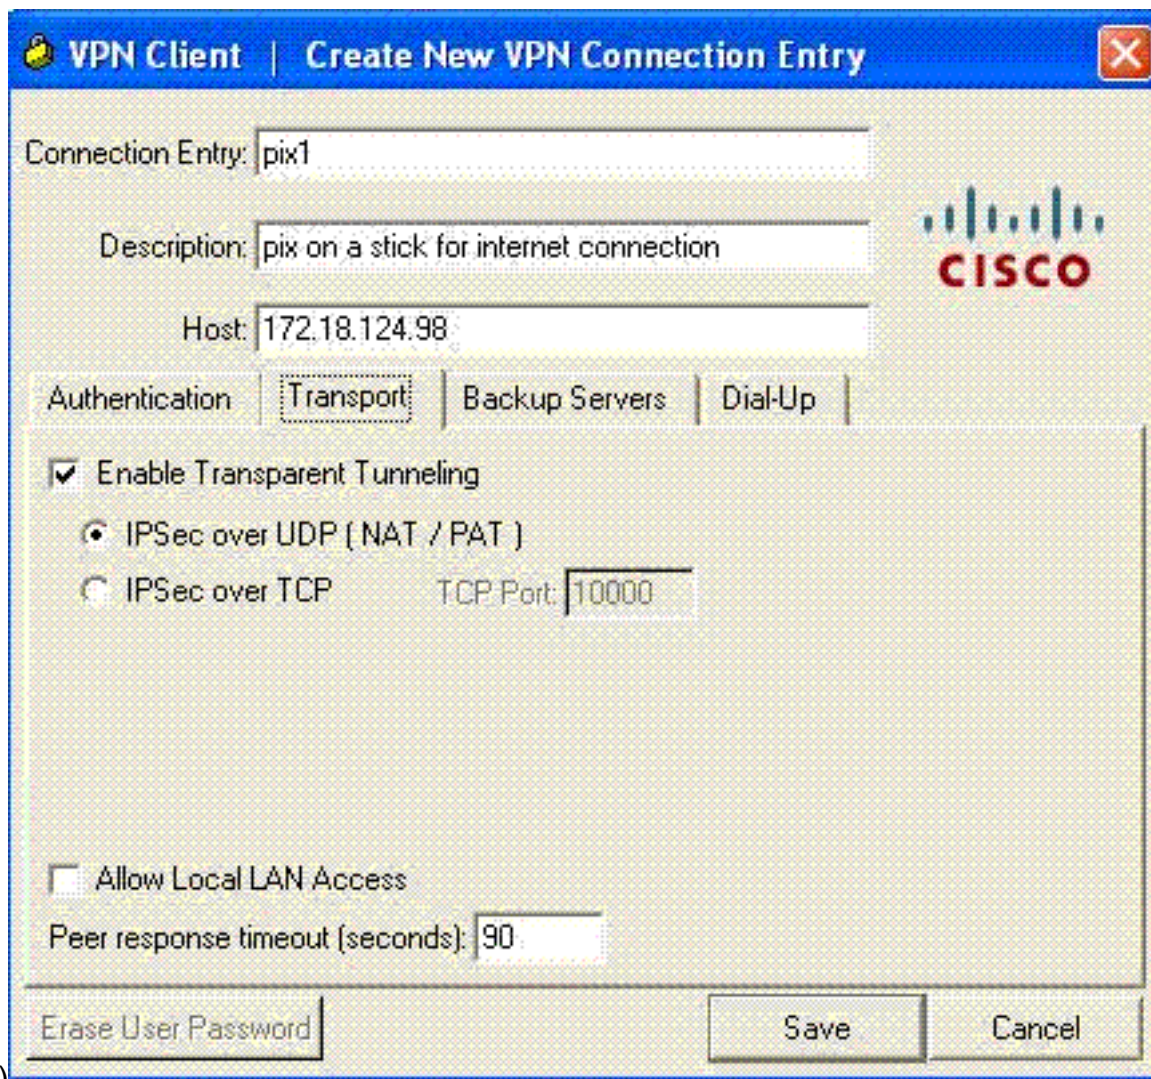 VPN Client | Create New VPN Connection Entry
Connection Entry: pix1
Description: pix on a stick for internet connection
CISCO
Host: 172.18.124.98
Authentication Transport Backup Servers Dial-Up
Enable Transparent Tunneling
IPSec over UDP ( NAT / PAT )
IPSec over TCP TCP Port: 10000
Allow Local LAN Access
Peer response timeout (seconds): 90
Erase User Password Save Cancel
)